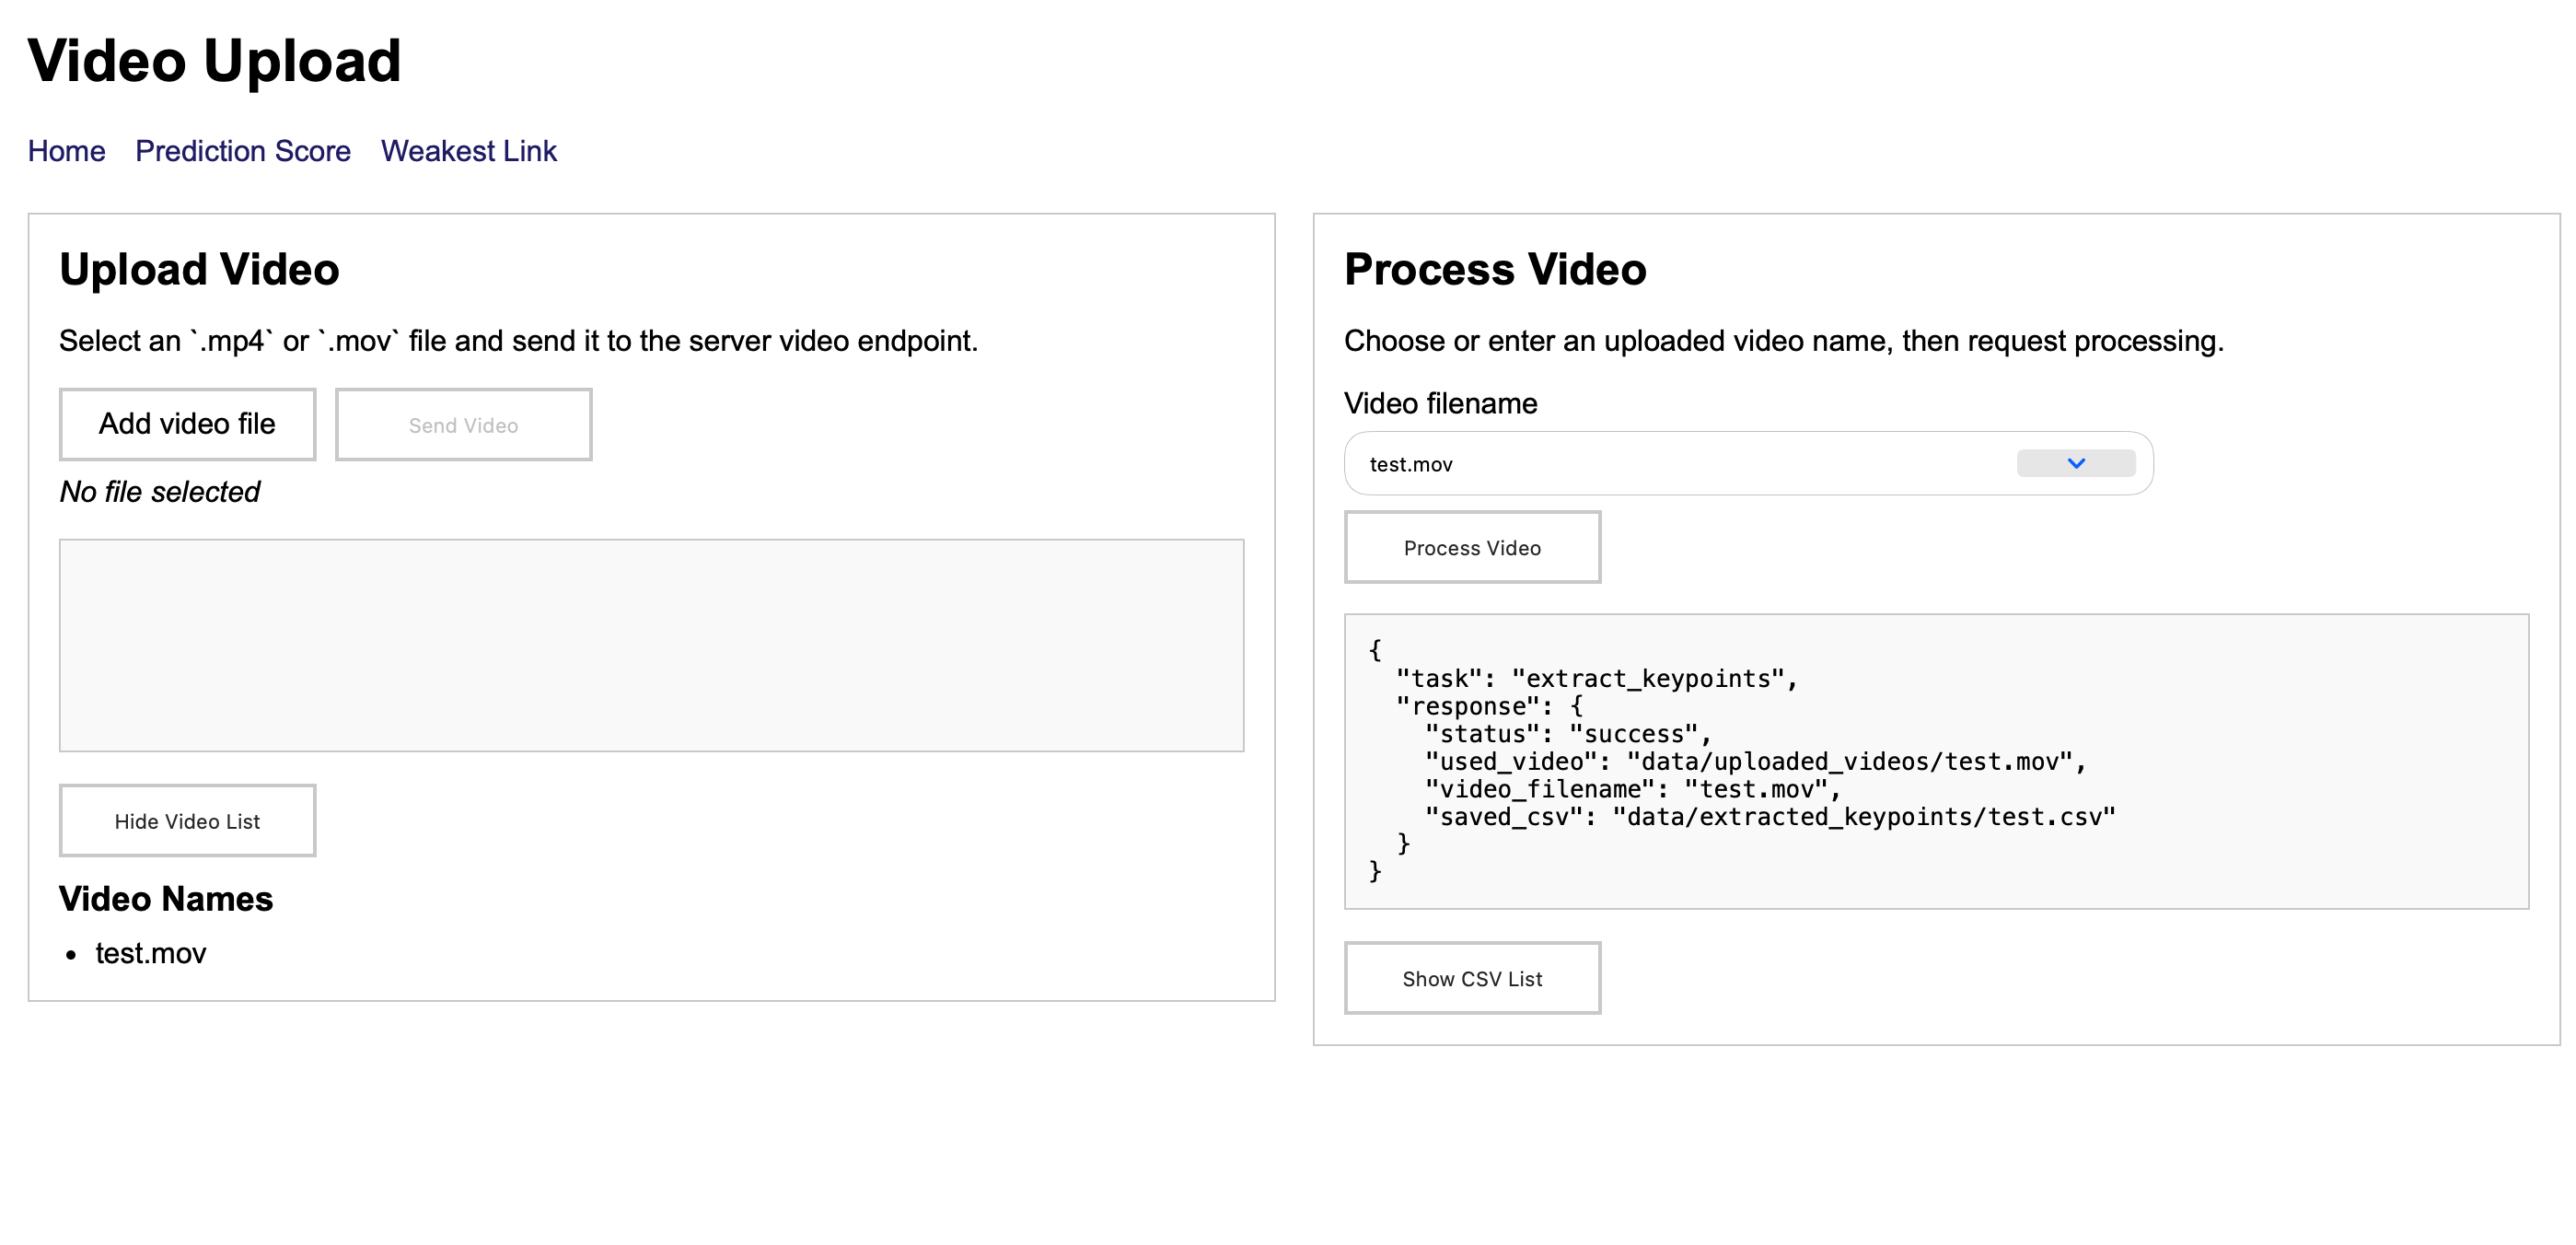 Video Upload
Home Prediction Score Weakest Link
Upload Video
Select an `.mp4` or `.mov` file and send it to the server video endpoint.
Add video file Send Video
No file selected
Hide Video List
Video Names
• test.mov
Process Video
Choose or enter an uploaded video name, then request processing.
Video filename
test.mov
Process Video
{
  "task": "extract_keypoints",
  "response": {
    "status": "success",
    "used_video": "data/uploaded_videos/test.mov",
    "video_filename": "test.mov",
    "saved_csv": "data/extracted_keypoints/test.csv"
  }
}
Show CSV List